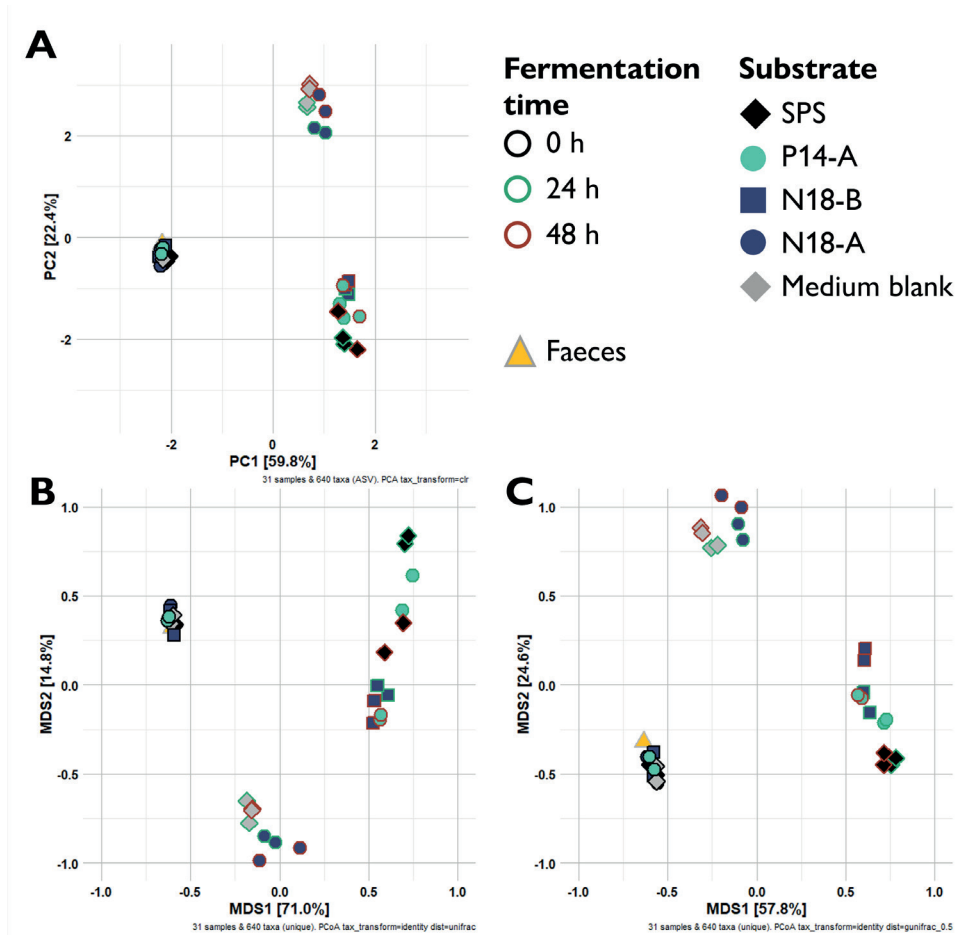 A
Fermentation
time
0 h
24 h
48 h
Faeces
Substrate
SPS
P14-A
N18-B
N18-A
Medium blank
PC2 [22.4%]
2
0
-2
-2
0
2
PC1 [59.8%]
31 samples & 640 taxa (ASV). PCA tax_transform=clr
B
MDS2 [14.8%]
1.0
0.5
0.0
-0.5
-1.0
-1.0
-0.5
0.0
0.5
1.0
MDS1 [71.0%]
31 samples & 640 taxa (unique). PCoA tax_transform=identity dist=unifrac
C
MDS2 [24.6%]
1.0
0.5
0.0
-0.5
-1.0
-1.0
-0.5
0.0
0.5
1.0
MDS1 [57.8%]
31 samples & 640 taxa (unique). PCoA tax_transform=identity dist=gunifrac_0.5